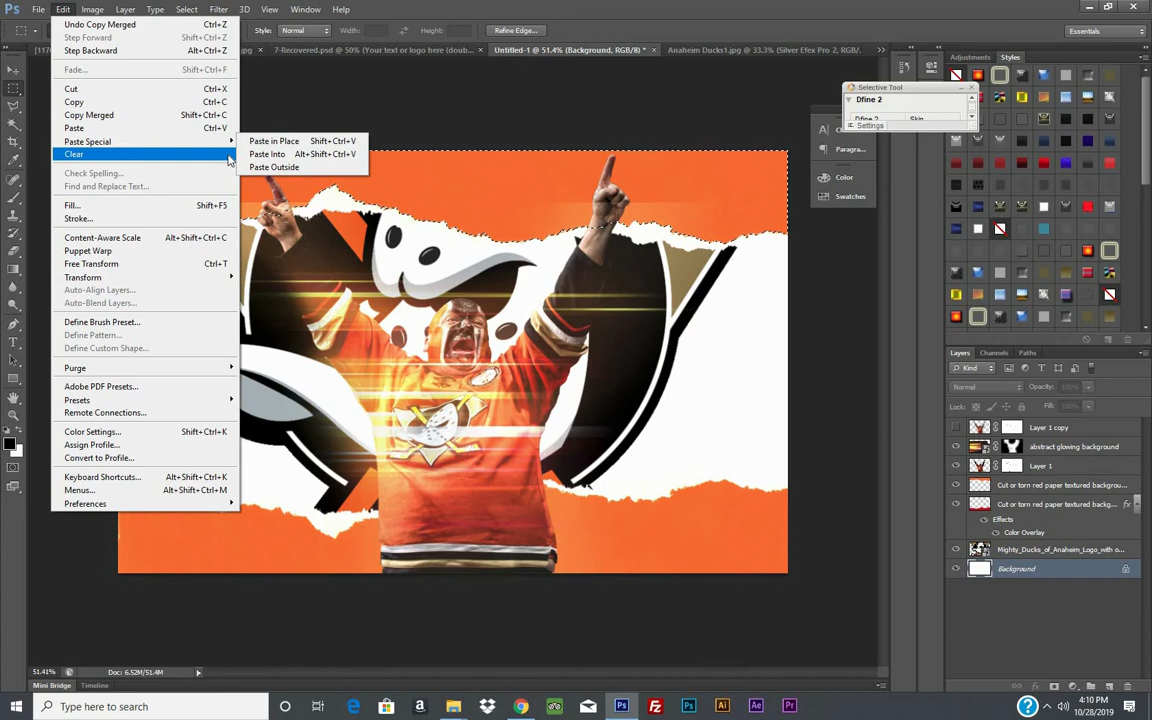 Ps File Edit Image Layer Type Select Filter 3D View Window Help
Style: Normal Width: Height: Refine Edge...
Essentials
7-Recovered.psd @ 50% (Your text or logo here (doub...
Untitled-1 @ 51.4% (Background, RGB/8) * ×
Anaheim Ducks1.jpg @ 33.3% (Silver Efex Pro 2, RGB/8) *
Undo Copy Merged Ctrl+Z
Step Forward Shift+Ctrl+Z
Step Backward Alt+Ctrl+Z
Fade... Shift+Ctrl+F
Cut Ctrl+X
Copy Ctrl+C
Copy Merged Shift+Ctrl+C
Paste Ctrl+V
Paste Special
Clear
Check Spelling...
Find and Replace Text...
Fill... Shift+F5
Stroke...
Content-Aware Scale Alt+Shift+Ctrl+C
Puppet Warp
Free Transform Ctrl+T
Transform
Auto-Align Layers...
Auto-Blend Layers...
Define Brush Preset...
Define Pattern...
Define Custom Shape...
Purge
Adobe PDF Presets...
Presets
Remote Connections...
Color Settings... Shift+Ctrl+K
Assign Profile...
Convert to Profile...
Keyboard Shortcuts... Alt+Shift+Ctrl+K
Menus... Alt+Shift+Ctrl+M
Preferences
Paste in Place Shift+Ctrl+V
Paste Into Alt+Shift+Ctrl+V
Paste Outside
Selective Tool
Dfine 2
Dfine 2 Skin
Settings
Paragra...
Color
Swatches
Adjustments Styles
Layers Channels Paths
Kind
Normal Opacity: 100%
Lock: Fill: 100%
Layer 1 copy
abstract glowing background
Layer 1
Cut or torn red paper textured backgrou...
Cut or torn red paper textured backg... fx
Effects
Color Overlay
Mighty_Ducks_of_Anaheim_Logo_with o...
Background
51.41% Doc: 6.52M/51.4M
Mini Bridge Timeline
Type here to search
4:10 PM
10/28/2019